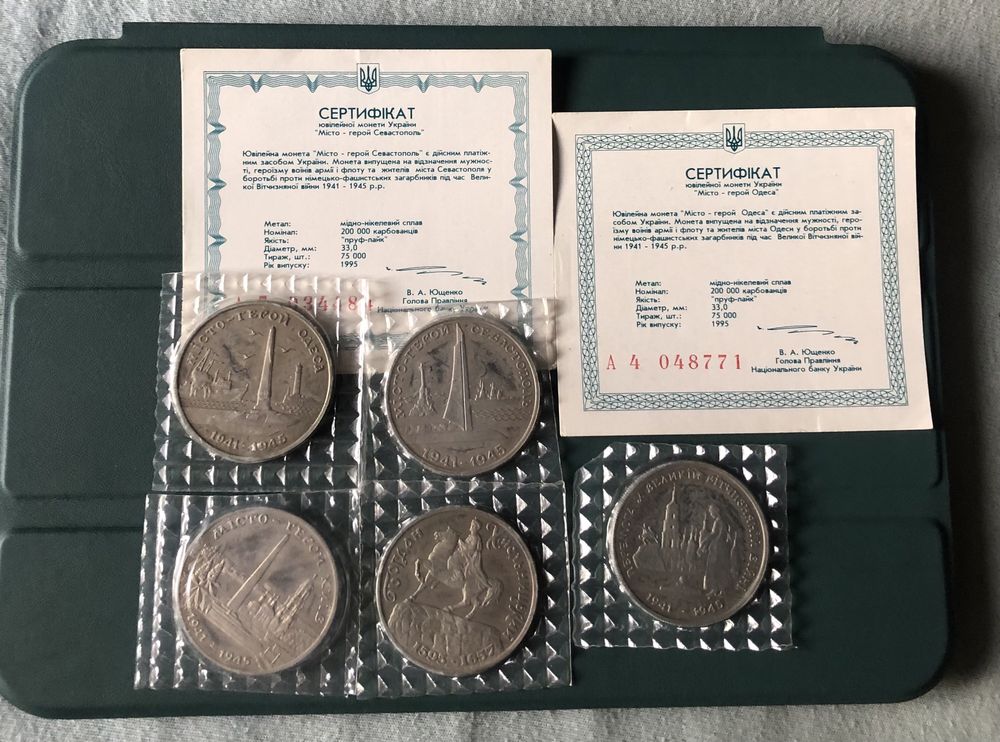 СЕРТИФІКАТ
ювілейної монети України
"Місто - герой Севастополь"
Ювілейна монета "Місто - герой Севастополь" є дійсним платіж-
ним засобом України. Монета випущена на відзначення мужнос-
ті, героїзму воїнів армії і флоту та жителів міста Севастополя у
боротьбі проти німецько-фашистських загарбників під час Вели-
кої Вітчизняної війни 1941 - 1945 р.р.
Метал: мідно-нікелевий сплав
Номінал: 200 000 карбованців
Якість: "пруф-лайк"
Діаметр, мм: 33,0
Тираж, шт.: 75 000
Рік випуску: 1995
В. А. Ющенко
Голова Правління
Національного банку
СЕРТИФІКАТ
ювілейної монети України
"Місто - герой Одеса"
Ювілейна монета "Місто - герой Одеса" є дійсним платіжним за-
собом України. Монета випущена на відзначення мужності, геро-
їзму воїнів армії і флоту та жителів міста Одеси у боротьбі проти
німецько-фашистських загарбників під час Великої Вітчизняної вій-
ни 1941 - 1945 р.р.
Метал: мідно-нікелевий сплав
Номінал: 200 000 карбованців
Якість: "пруф-лайк"
Діаметр, мм: 33,0
Тираж, шт.: 75 000
Рік випуску: 1995
В. А. Ющенко
Голова Правління
Національного банку України
А 4 048771
МІСТО-ГЕРОЙ ОДЕСА
1941-1945
МІСТО-ГЕРОЙ СЕВАСТОПОЛЬ
1941-1945
МІСТО-ГЕРОЙ
1941-1945
Богдан Хмельницький
1595-1657
ВЕЛИКІЙ ВІТЧИЗНЯНІЙ
1941-1945